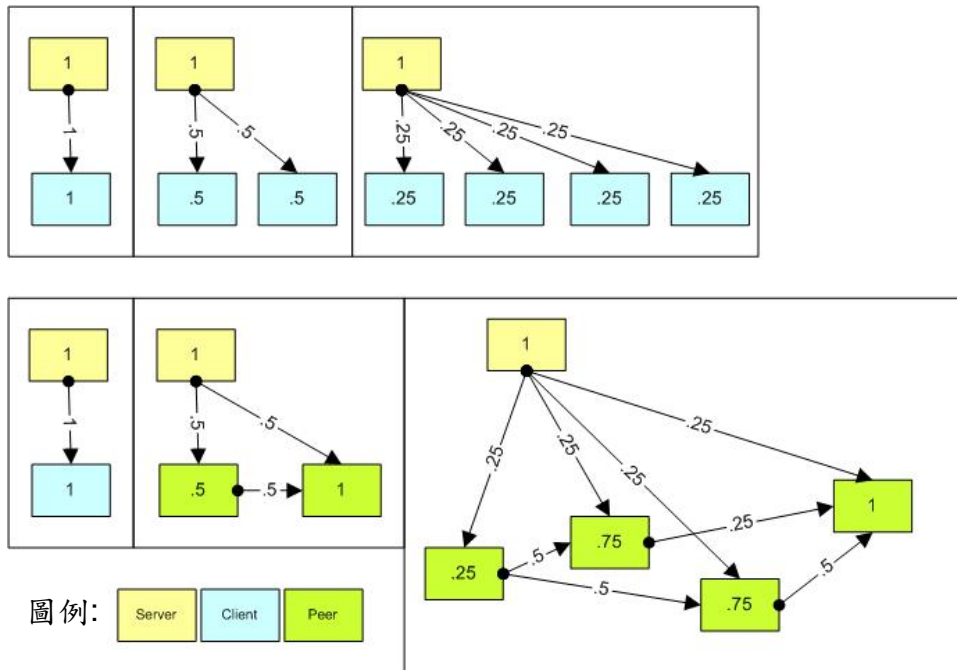 1 1 1
1 .5 .5 .25 .25 .25 .25
1 .5 .5 .25 .25 .25 .25
1 1
1
1 .5 .5 .25 .25 .25 .25
1 .5 .5 1
.25 .5 .75 .25 1
.5 .75 .5
圖例: Server Client Peer